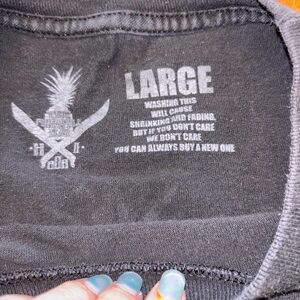 LARGE
WASHING THIS
WILL CAUSE
SHRINKING AND FADING,
BUT IF YOU DON'T CARE
WE DON'T CARE
YOU CAN ALWAYS BUY A NEW ONE
H I